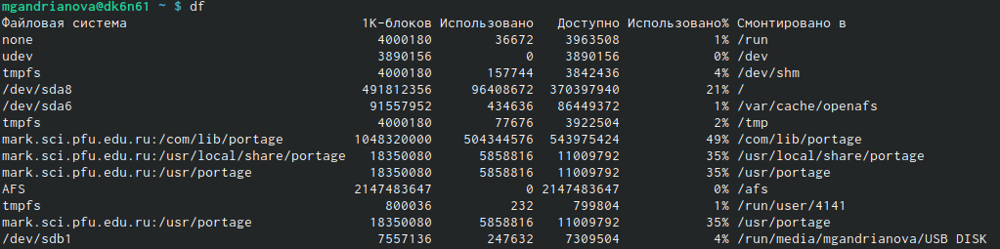 mgandrianova@dk6n61 ~ $ df
Файловая система 1K-блоков Использовано Доступно Использовано% Смонтировано в
none 4000180 36672 3963508 1% /run
udev 3890156 0 3890156 0% /dev
tmpfs 4000180 157744 3842436 4% /dev/shm
/dev/sda8 491812356 96408672 370397940 21% /
/dev/sda6 91557952 434636 86449372 1% /var/cache/openafs
tmpfs 4000180 77676 3922504 2% /tmp
mark.sci.pfu.edu.ru:/com/lib/portage 1048320000 504344576 543975424 49% /com/lib/portage
mark.sci.pfu.edu.ru:/usr/local/share/portage 18350080 5858816 11009792 35% /usr/local/share/portage
mark.sci.pfu.edu.ru:/usr/portage 18350080 5858816 11009792 35% /usr/portage
AFS 2147483647 0 2147483647 0% /afs
tmpfs 800036 232 799804 1% /run/user/4141
mark.sci.pfu.edu.ru:/usr/portage 18350080 5858816 11009792 35% /usr/portage
/dev/sdb1 7557136 247632 7309504 4% /run/media/mgandrianova/USB DISK